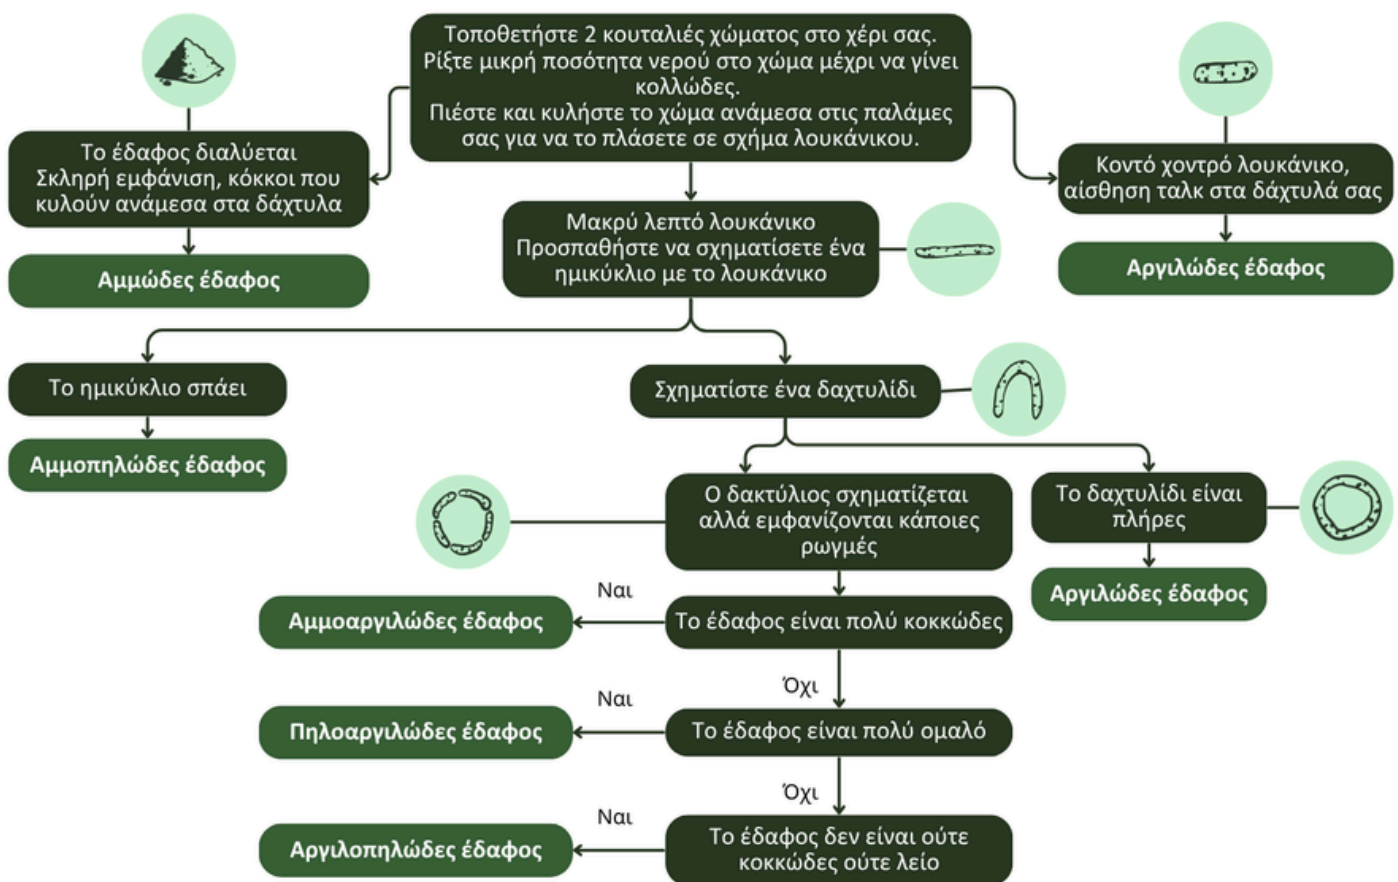 Τοποθετήστε 2 κουταλιές χώματος στο χέρι σας.
Ρίξτε μικρή ποσότητα νερού στο χώμα μέχρι να γίνει
κολλώδες.
Πιέστε και κυλήστε το χώμα ανάμεσα στις παλάμες
σας για να το πλάσετε σε σχήμα λουκάνικου.
Το έδαφος διαλύεται
Σκληρή εμφάνιση, κόκκοι που
κυλούν ανάμεσα στα δάχτυλα
Αμμώδες έδαφος
Κοντό χοντρό λουκάνικο,
αίσθηση ταλκ στα δάχτυλά σας
Αργιλώδες έδαφος
Μακρύ λεπτό λουκάνικο
Προσπαθήστε να σχηματίσετε ένα
ημικύκλιο με το λουκάνικο
Το ημικύκλιο σπάει
Αμμοπηλώδες έδαφος
Σχηματίστε ένα δαχτυλίδι
Ο δακτύλιος σχηματίζεται
αλλά εμφανίζονται κάποιες
ρωγμές
Το δαχτυλίδι είναι
πλήρες
Αργιλώδες έδαφος
Το έδαφος είναι πολύ κοκκώδες
Ναι
Αμμοαργιλώδες έδαφος
Όχι
Το έδαφος είναι πολύ ομαλό
Ναι
Πηλοαργιλώδες έδαφος
Όχι
Το έδαφος δεν είναι ούτε
κοκκώδες ούτε λείο
Ναι
Αργιλοπηλώδες έδαφος